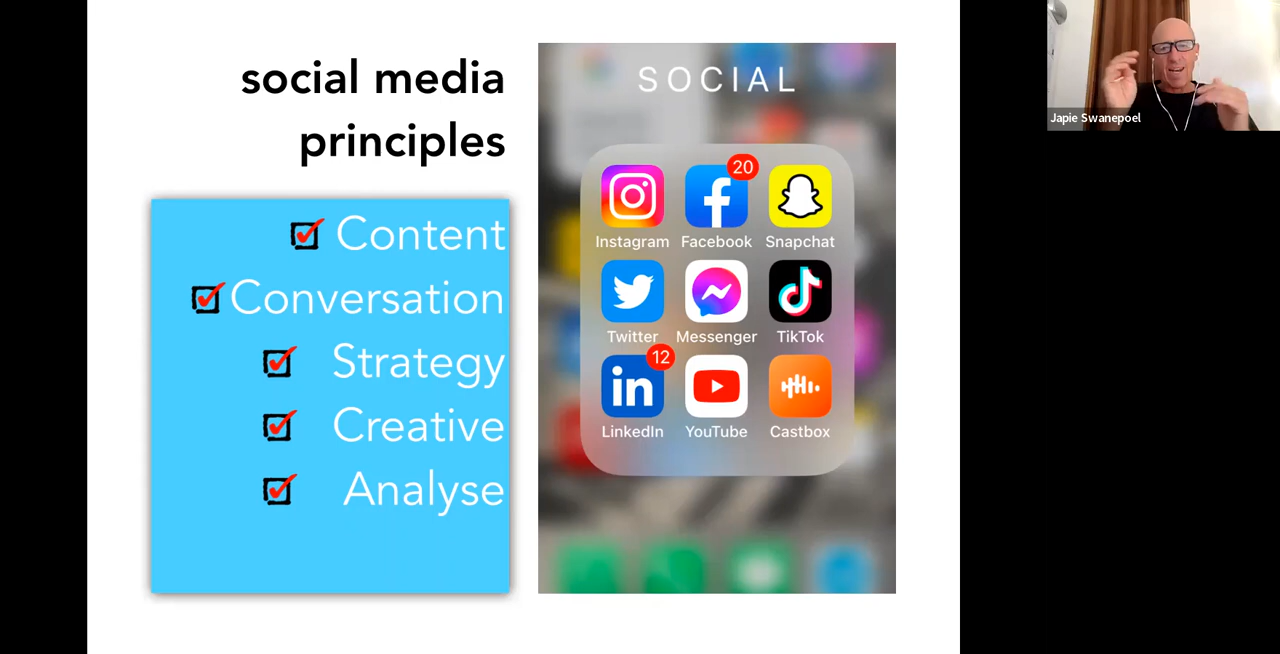 social media
principles
Content
Conversation
Strategy
Creative
Analyse
SOCIAL
20
Instagram Facebook Snapchat
Twitter Messenger TikTok
12
LinkedIn YouTube Castbox
Japie Swanepoel